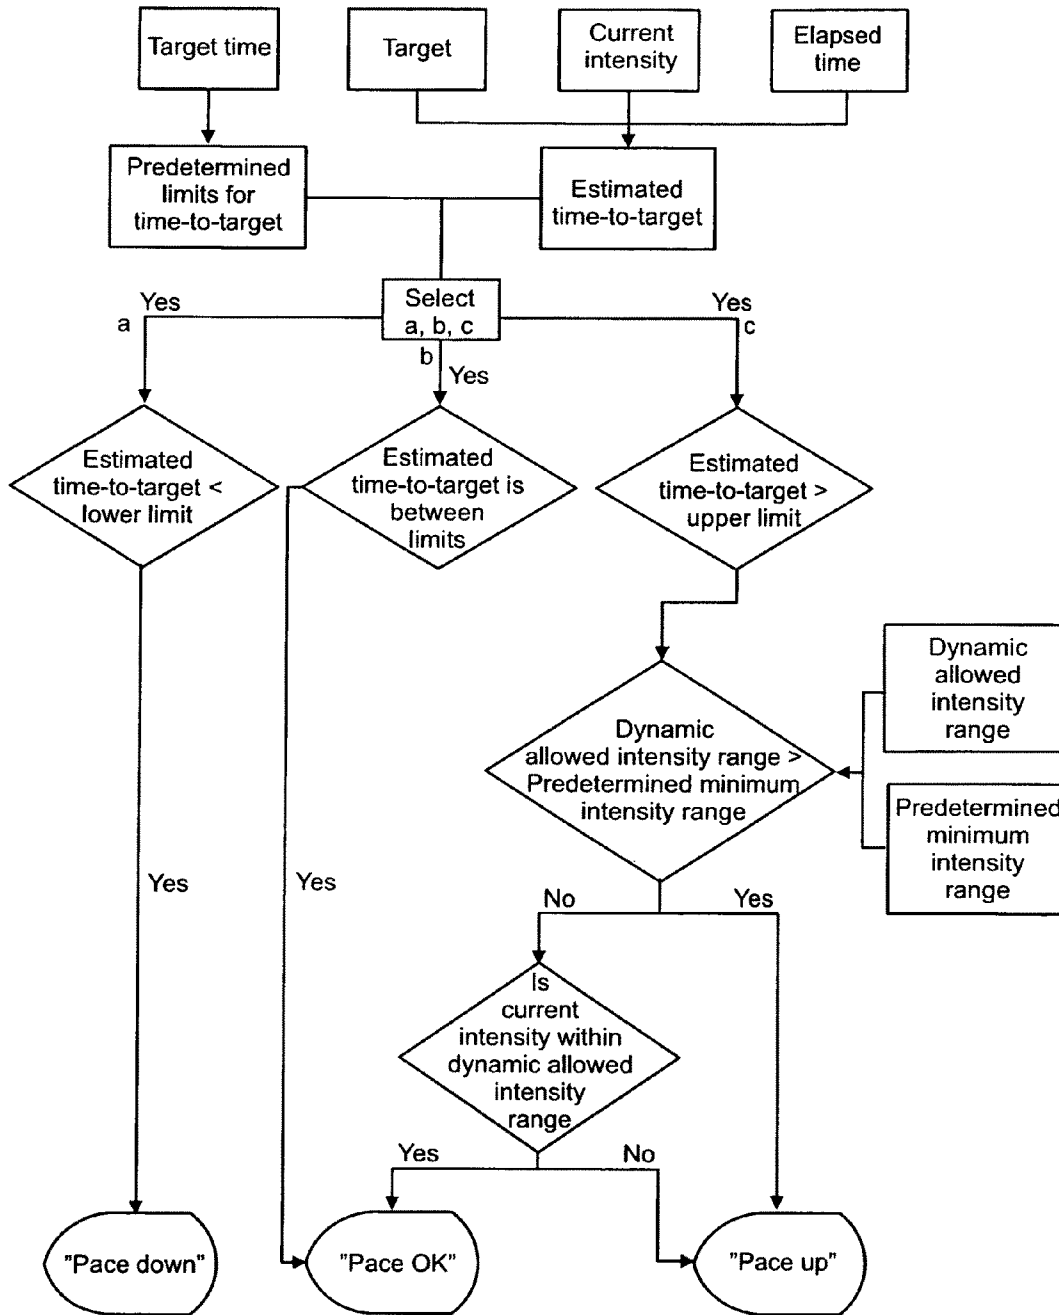 Target time
Target
Current
intensity
Elapsed
time
Predetermined
limits for
time-to-target
Estimated
time-to-target
Select
a, b, c
Yes
a
b
Yes
Yes
c
Estimated
time-to-target <
lower limit
Estimated
time-to-target is
between
limits
Estimated
time-to-target >
upper limit
Dynamic
allowed intensity range >
Predetermined minimum
intensity range
Dynamic
allowed
intensity
range
Predetermined
minimum
intensity
range
Yes
Yes
No
Yes
Is
current
intensity within
dynamic allowed
intensity
range
Yes
No
"Pace down"
"Pace OK"
"Pace up"